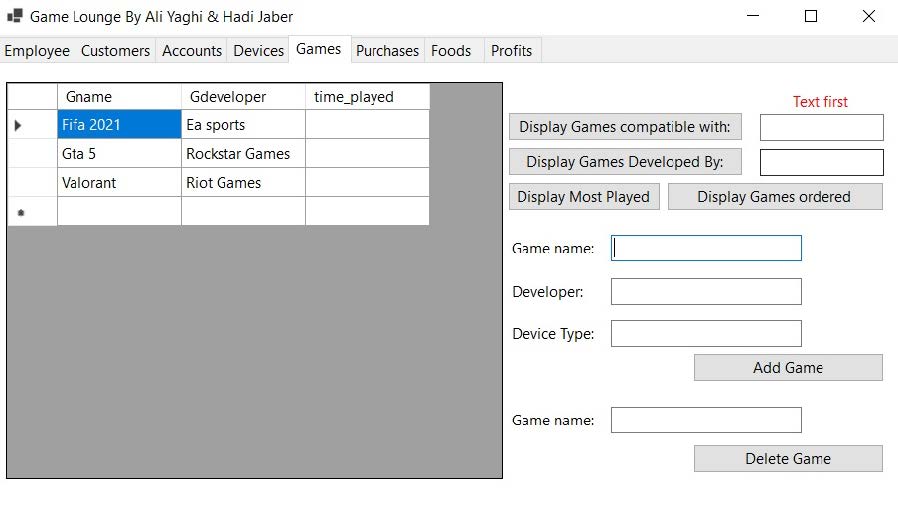 Game Lounge By Ali Yaghi & Hadi Jaber
Employee Customers Accounts Devices Games Purchases Foods Profits
Gname Gdeveloper time_played
Fifa 2021 Ea sports
Gta 5 Rockstar Games
Valorant Riot Games
Text first
Display Games compatible with:
Display Games Developed By:
Display Most Played Display Games ordered
Game name:
Developer:
Device Type:
Add Game
Game name:
Delete Game